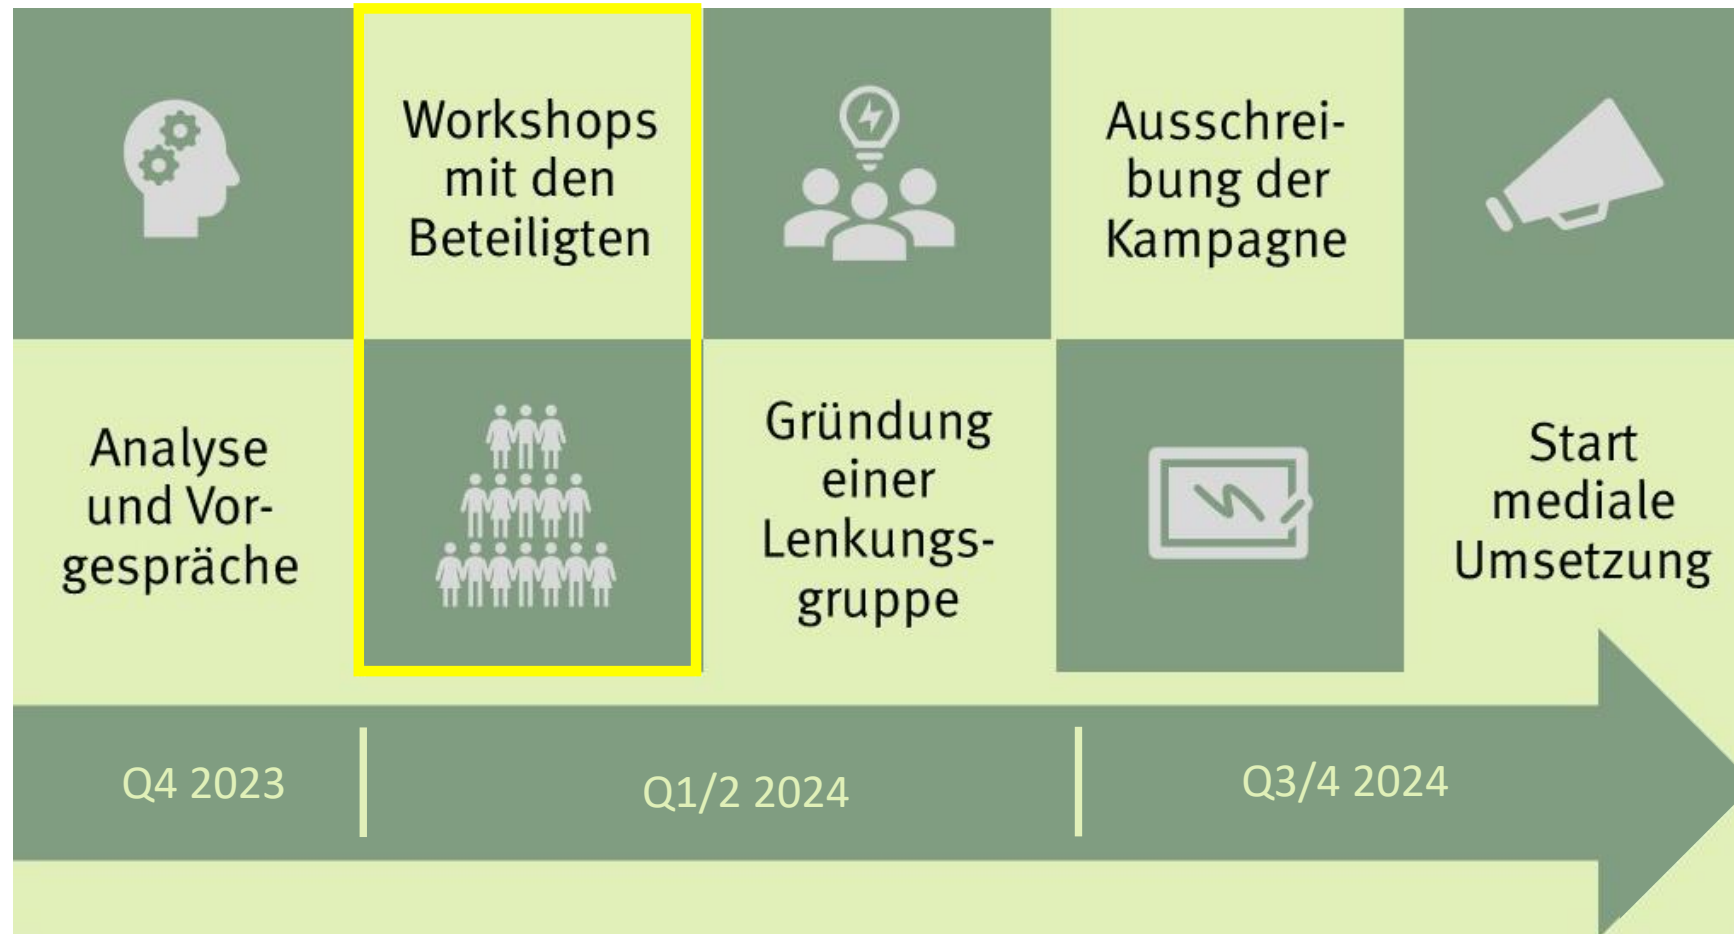 Workshops
mit den
Beteiligten
Ausschrei-
bung der
Kampagne
Analyse
und Vor-
gespräche
Gründung
einer
Lenkungs-
gruppe
Start
mediale
Umsetzung
Q4 2023
Q1/2 2024
Q3/4 2024